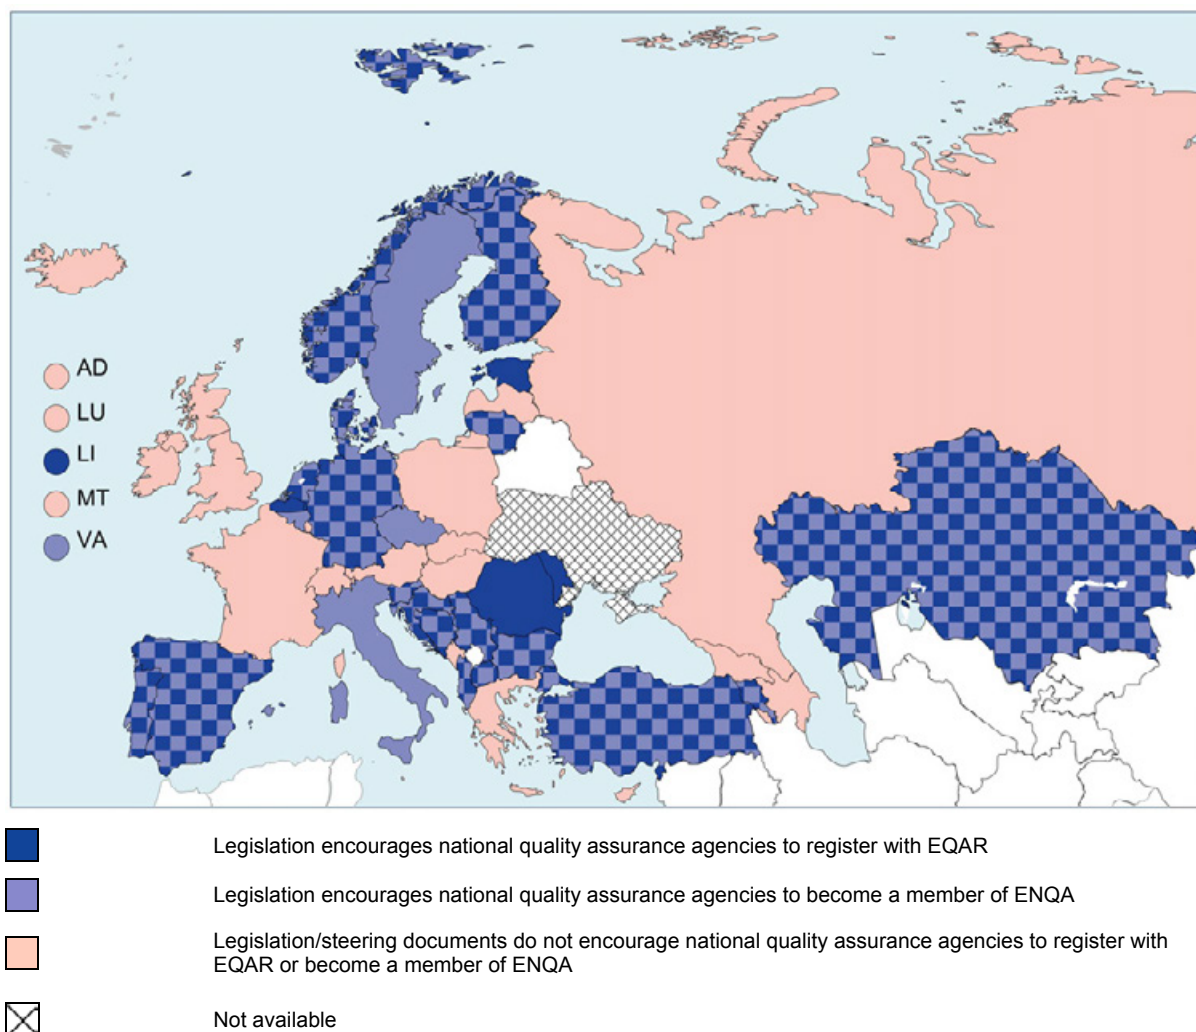 AD
LU
LI
MT
VA
Legislation encourages national quality assurance agencies to register with EQAR
Legislation encourages national quality assurance agencies to become a member of ENQA
Legislation/steering documents do not encourage national quality assurance agencies to register with
EQAR or become a member of ENQA
Not available